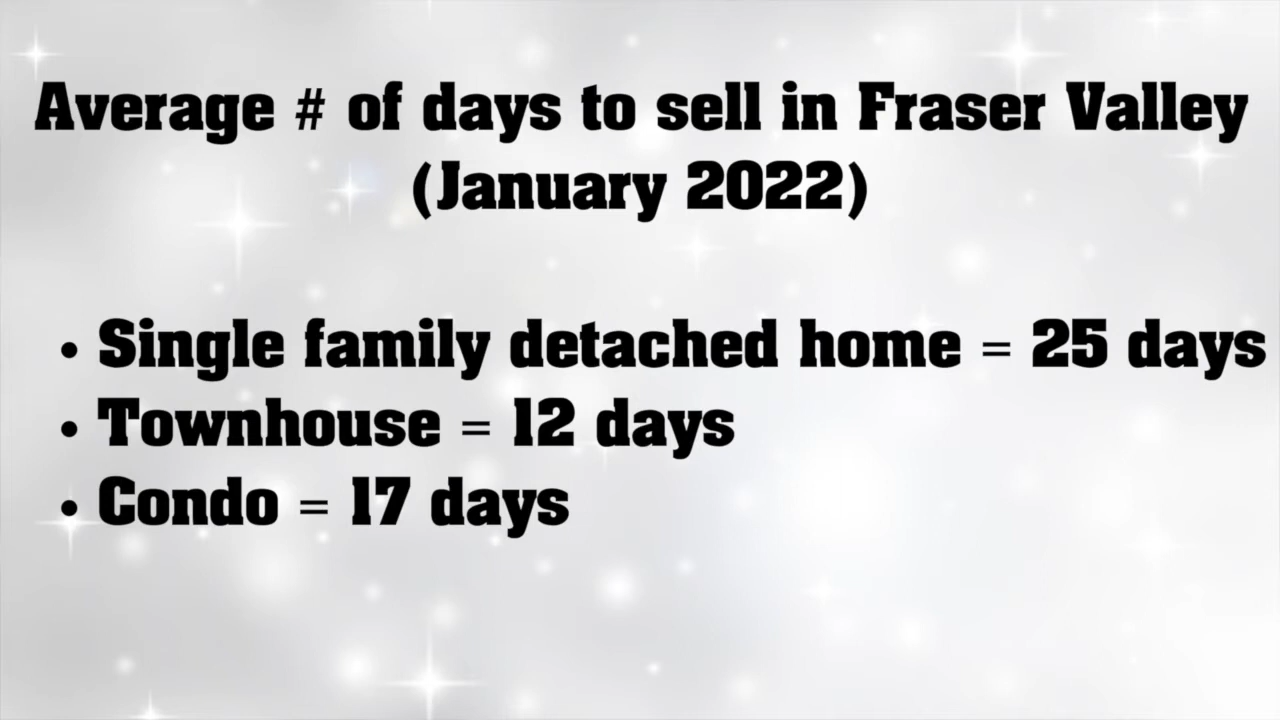 Average # of days to sell in Fraser Valley
(January 2022)
• Single family detached home = 25 days
• Townhouse = 12 days
• Condo = 17 days